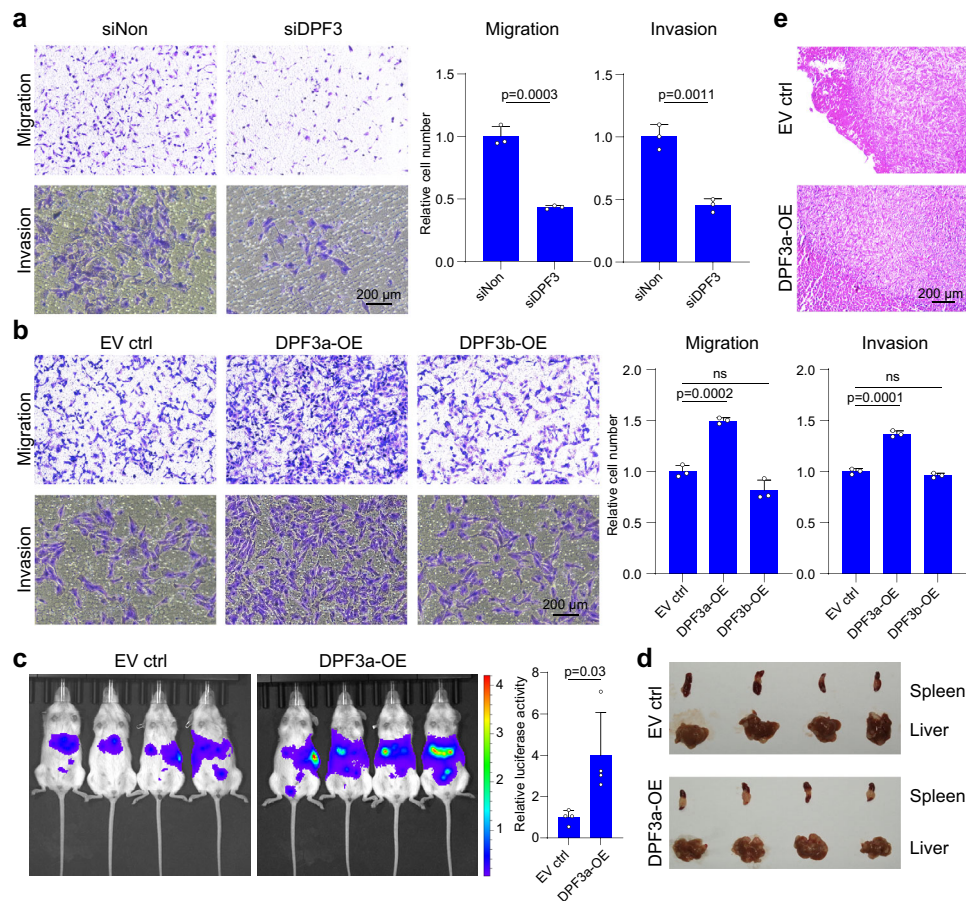 a
siNon
siDPF3
Migration
Invasion
200 µm
Migration
Relative cell number
1.5
1.0
0.5
0.0
p=0.0003
siNon
siDPF3
Invasion
1.5
1.0
0.5
0.0
p=0.0011
siNon
siDPF3
e
EV ctrl
DPF3a-OE
200 µm
b
EV ctrl
DPF3a-OE
DPF3b-OE
Migration
Invasion
200 µm
Migration
Relative cell number
2.0
1.5
1.0
0.5
0.0
ns
p=0.0002
EV ctrl
DPF3a-OE
DPF3b-OE
Invasion
2.0
1.5
1.0
0.5
0.0
ns
p=0.0001
EV ctrl
DPF3a-OE
DPF3b-OE
c
EV ctrl
DPF3a-OE
4
3
2
1
Relative luciferase activity
8
6
4
2
0
p=0.03
EV ctrl
DPF3a-OE
d
EV ctrl
Spleen
Liver
DPF3a-OE
Spleen
Liver